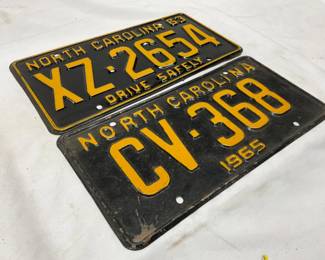 NORTH CAROLINA 63
XZ·2654
DRIVE SAFELY
NORTH CAROLINA
CV·368
1965